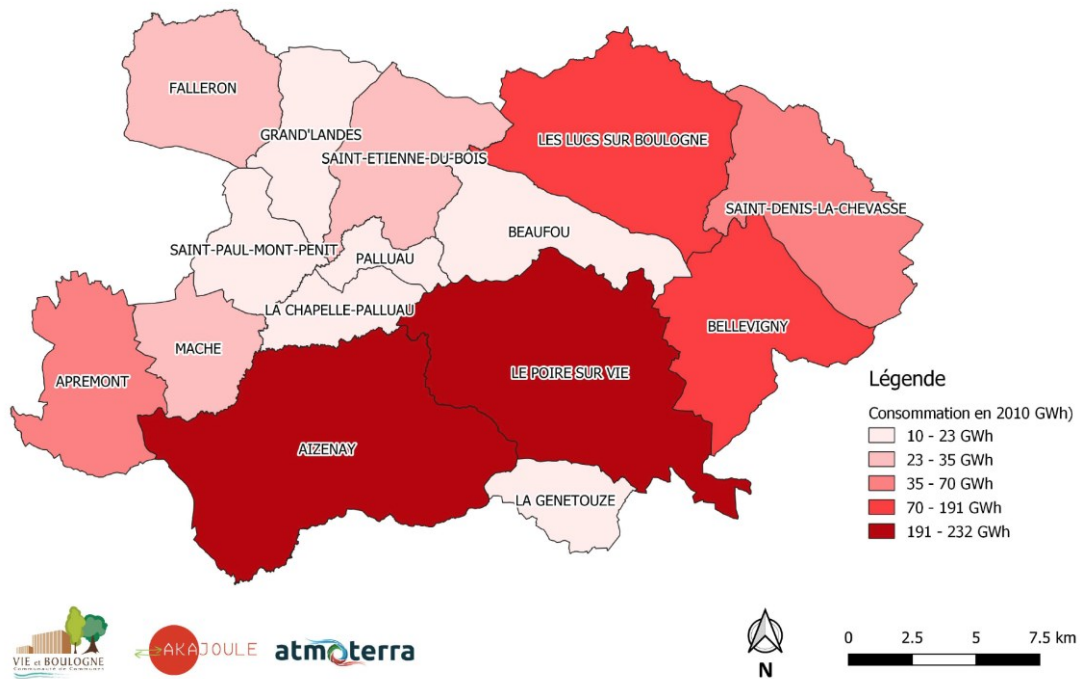 FALLERON
GRAND'LANDES
SAINT-ETIENNE-DU-BOIS
LES LUCS SUR BOULOGNE
SAINT-DENIS-LA-CHEVASSE
SAINT-PAUL-MONT-PENIT
PALLUAU
BEAUFOU
LA CHAPELLE-PALLUAU
MACHE
APREMONT
BELLEVIGNY
LE POIRE SUR VIE
AIZENAY
LA GENETOUZE
Légende
Consommation en 2010 GWh)
10 - 23 GWh
23 - 35 GWh
35 - 70 GWh
70 - 191 GWh
191 - 232 GWh
VIE et BOULOGNE
Communauté de Communes
AKAJOULE
atmoterra
N
0 2.5 5 7.5 km